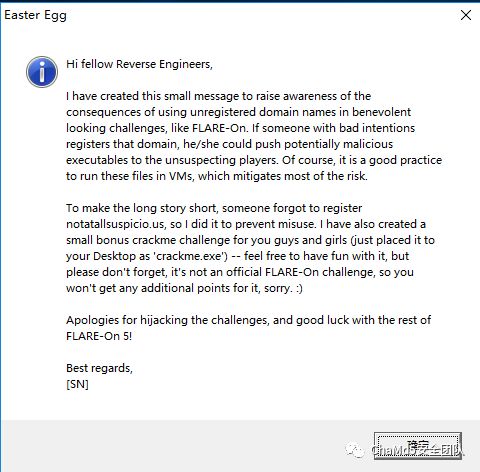 Easter Egg
Hi fellow Reverse Engineers,
I have created this small message to raise awareness of the
consequences of using unregistered domain names in benevolent
looking challenges, like FLARE-On. If someone with bad intentions
registers that domain, he/she could push potentially malicious
executables to the unsuspecting players. Of course, it is a good practice
to run these files in VMs, which mitigates most of the risk.
To make the long story short, someone forgot to register
notatallsuspicio.us, so I did it to prevent misuse. I have also created a
small bonus crackme challenge for you guys and girls (just placed it to
your Desktop as 'crackme.exe') -- feel free to have fun with it, but
please don't forget, it's not an official FLARE-On challenge, so you
won't get any additional points for it, sorry. :)
Apologies for hijacking the challenges, and good luck with the rest of
FLARE-On 5!
Best regards,
[SN]
确定
ChaMd5安全团队